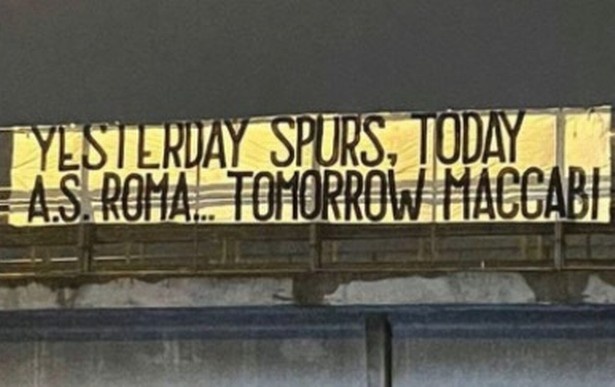 YESTERDAY SPURS, TODAY
A.S. ROMA... TOMORROW MACCABI